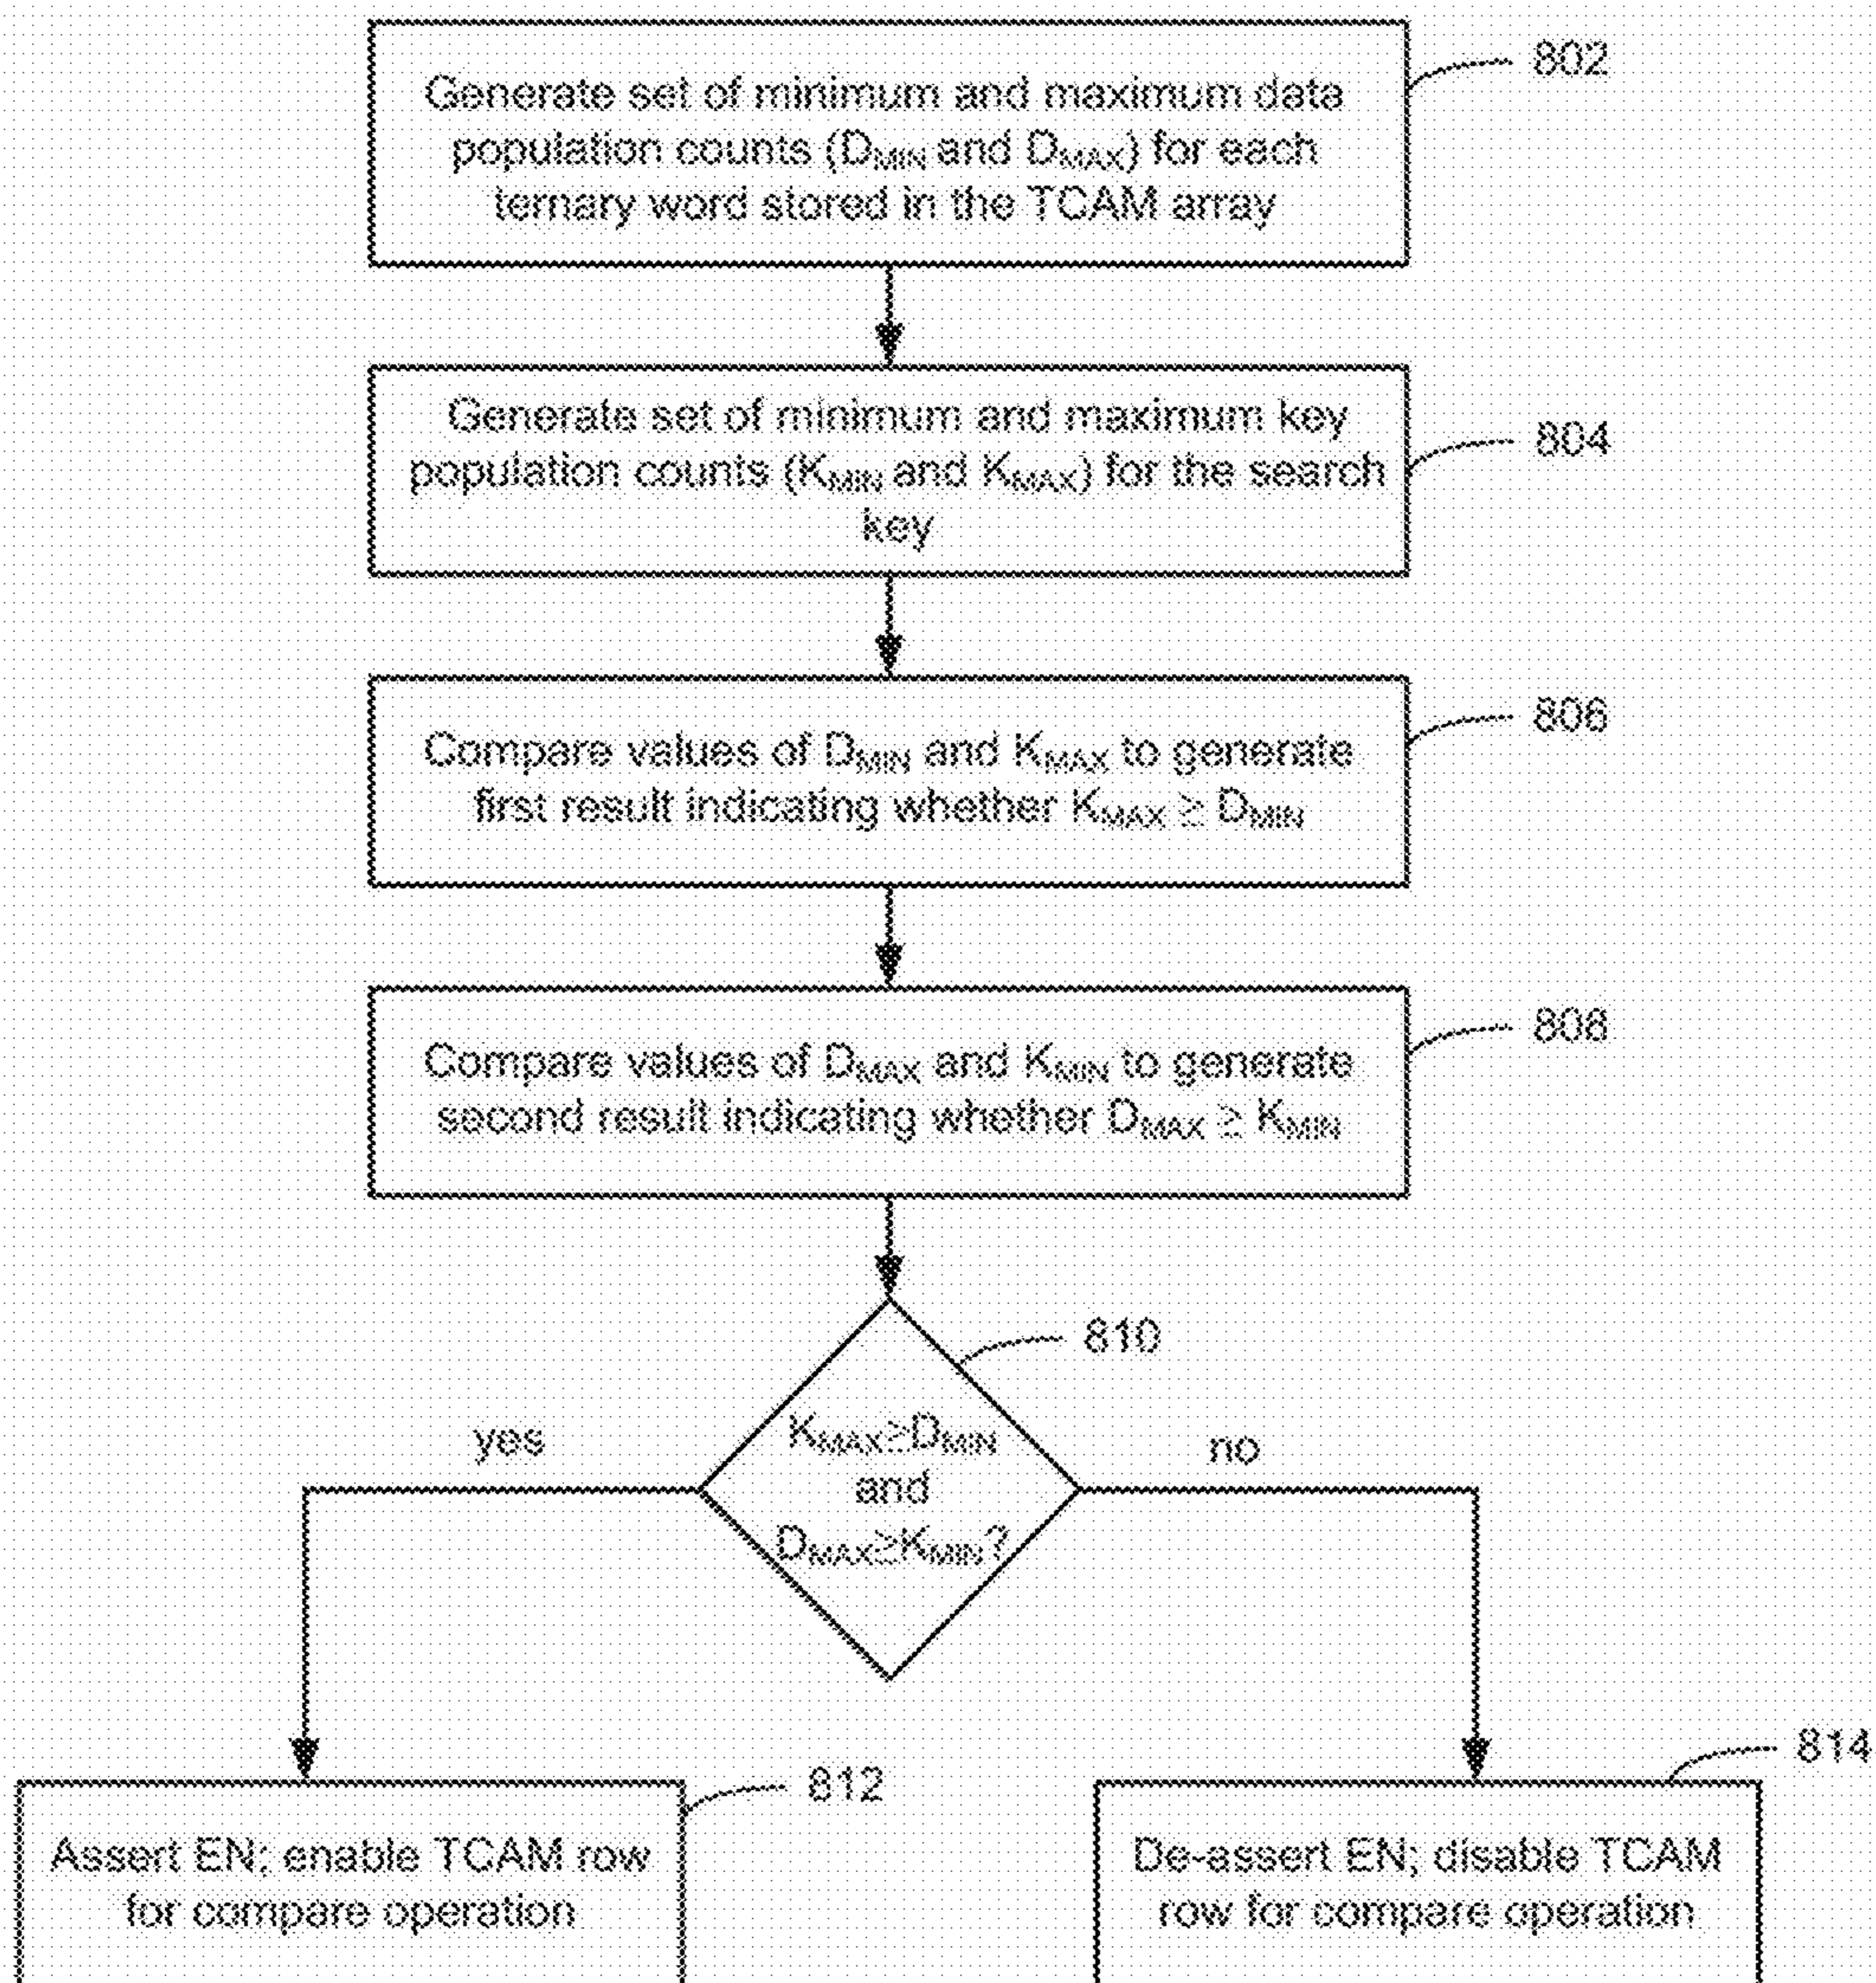 Generate set of minimum and maximum data
population counts (DMIN and DMAX) for each
ternary word stored in the TCAM array
802
Generate set of minimum and maximum key
population counts (KMIN and KMAX) for the search
key
804
Compare values of DMIN and KMAX to generate
first result indicating whether KMAX ≥ DMIN
806
Compare values of DMAX and KMIN to generate
second result indicating whether DMAX ≥ KMIN
808
810
KMAX≥DMIN
and
DMAX≥KMIN?
yes
no
812
Assert EN; enable TCAM row
for compare operation
814
De-assert EN; disable TCAM
row for compare operation